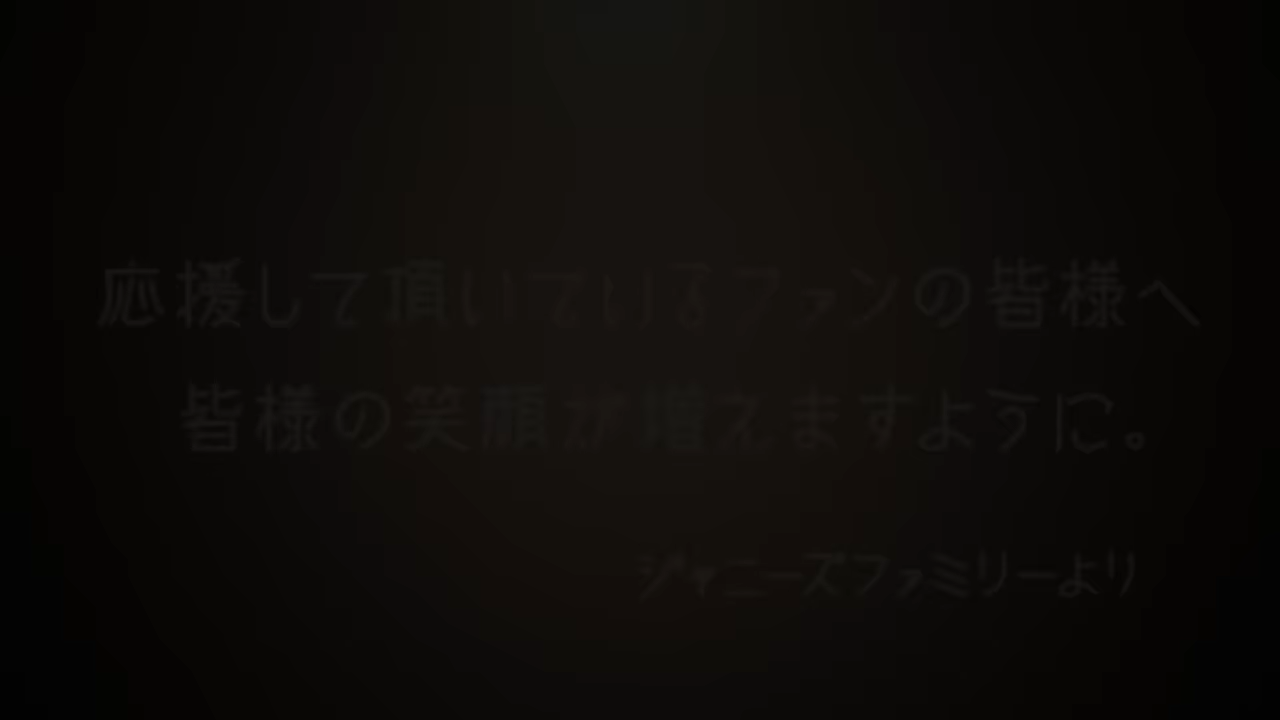 応援して頂いているファンの皆様へ
皆様の笑顔が増えますように。
ジャニーズファミリーより